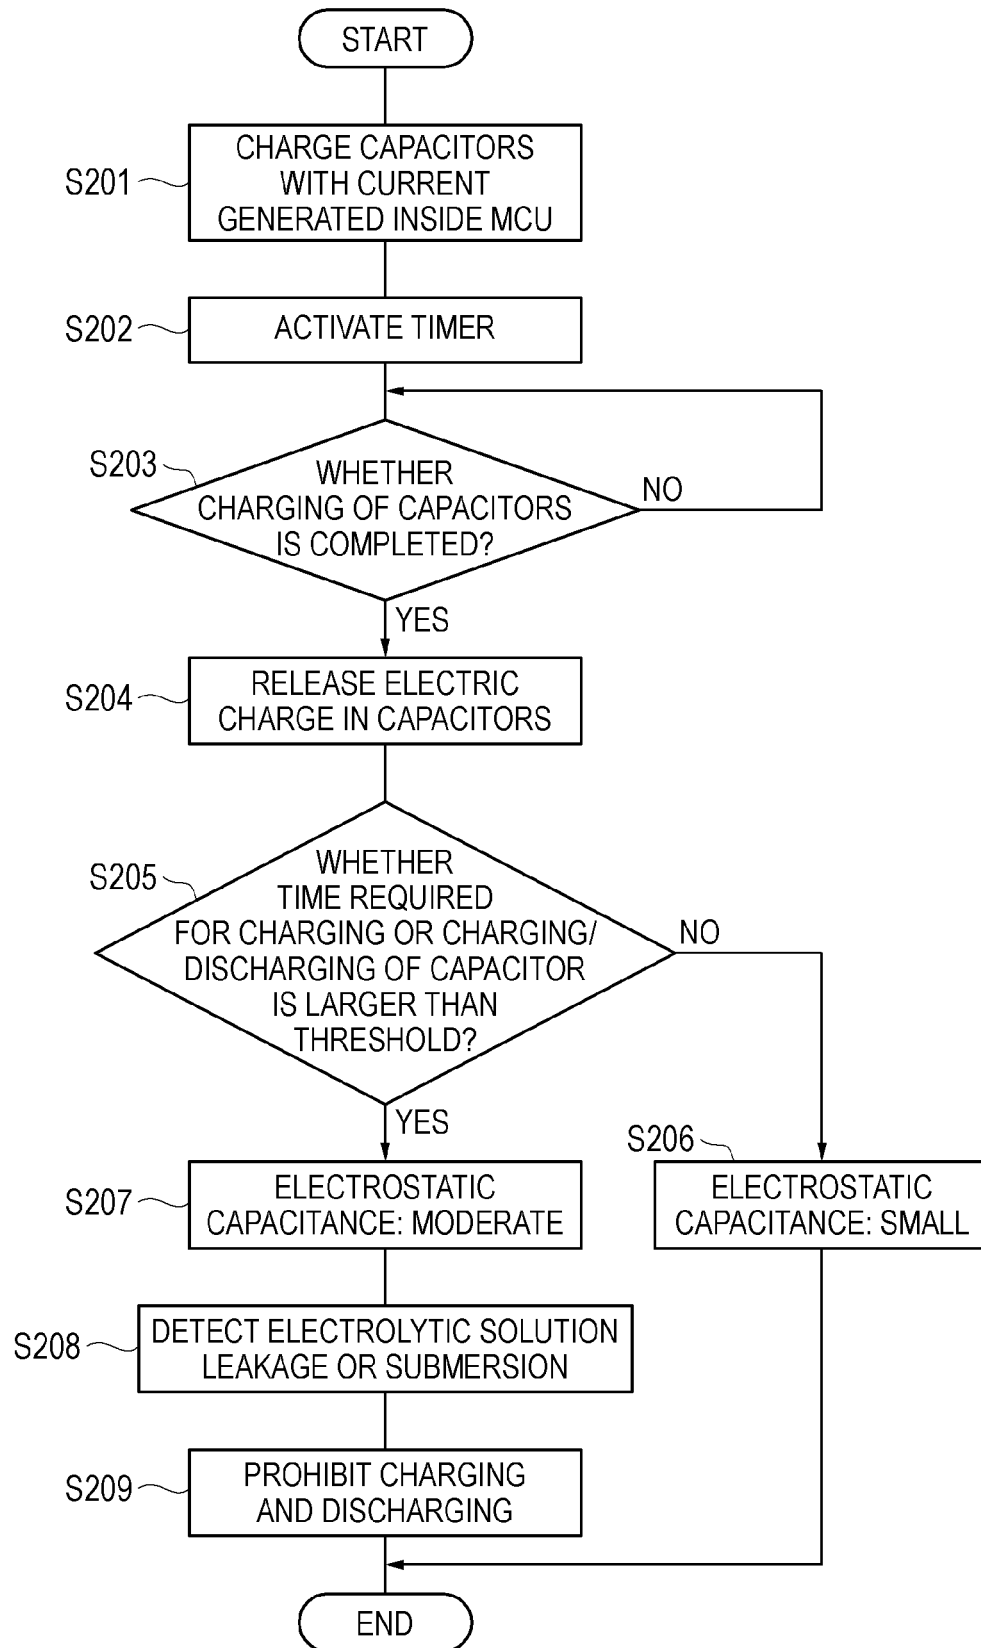 START
S201
CHARGE CAPACITORS
WITH CURRENT
GENERATED INSIDE MCU
S202
ACTIVATE TIMER
S203
WHETHER
CHARGING OF CAPACITORS
IS COMPLETED?
NO
YES
S204
RELEASE ELECTRIC
CHARGE IN CAPACITORS
S205
WHETHER
TIME REQUIRED
FOR CHARGING OR CHARGING/
DISCHARGING OF CAPACITOR
IS LARGER THAN
THRESHOLD?
NO
YES
S206
ELECTROSTATIC
CAPACITANCE: SMALL
S207
ELECTROSTATIC
CAPACITANCE: MODERATE
S208
DETECT ELECTROLYTIC SOLUTION
LEAKAGE OR SUBMERSION
S209
PROHIBIT CHARGING
AND DISCHARGING
END